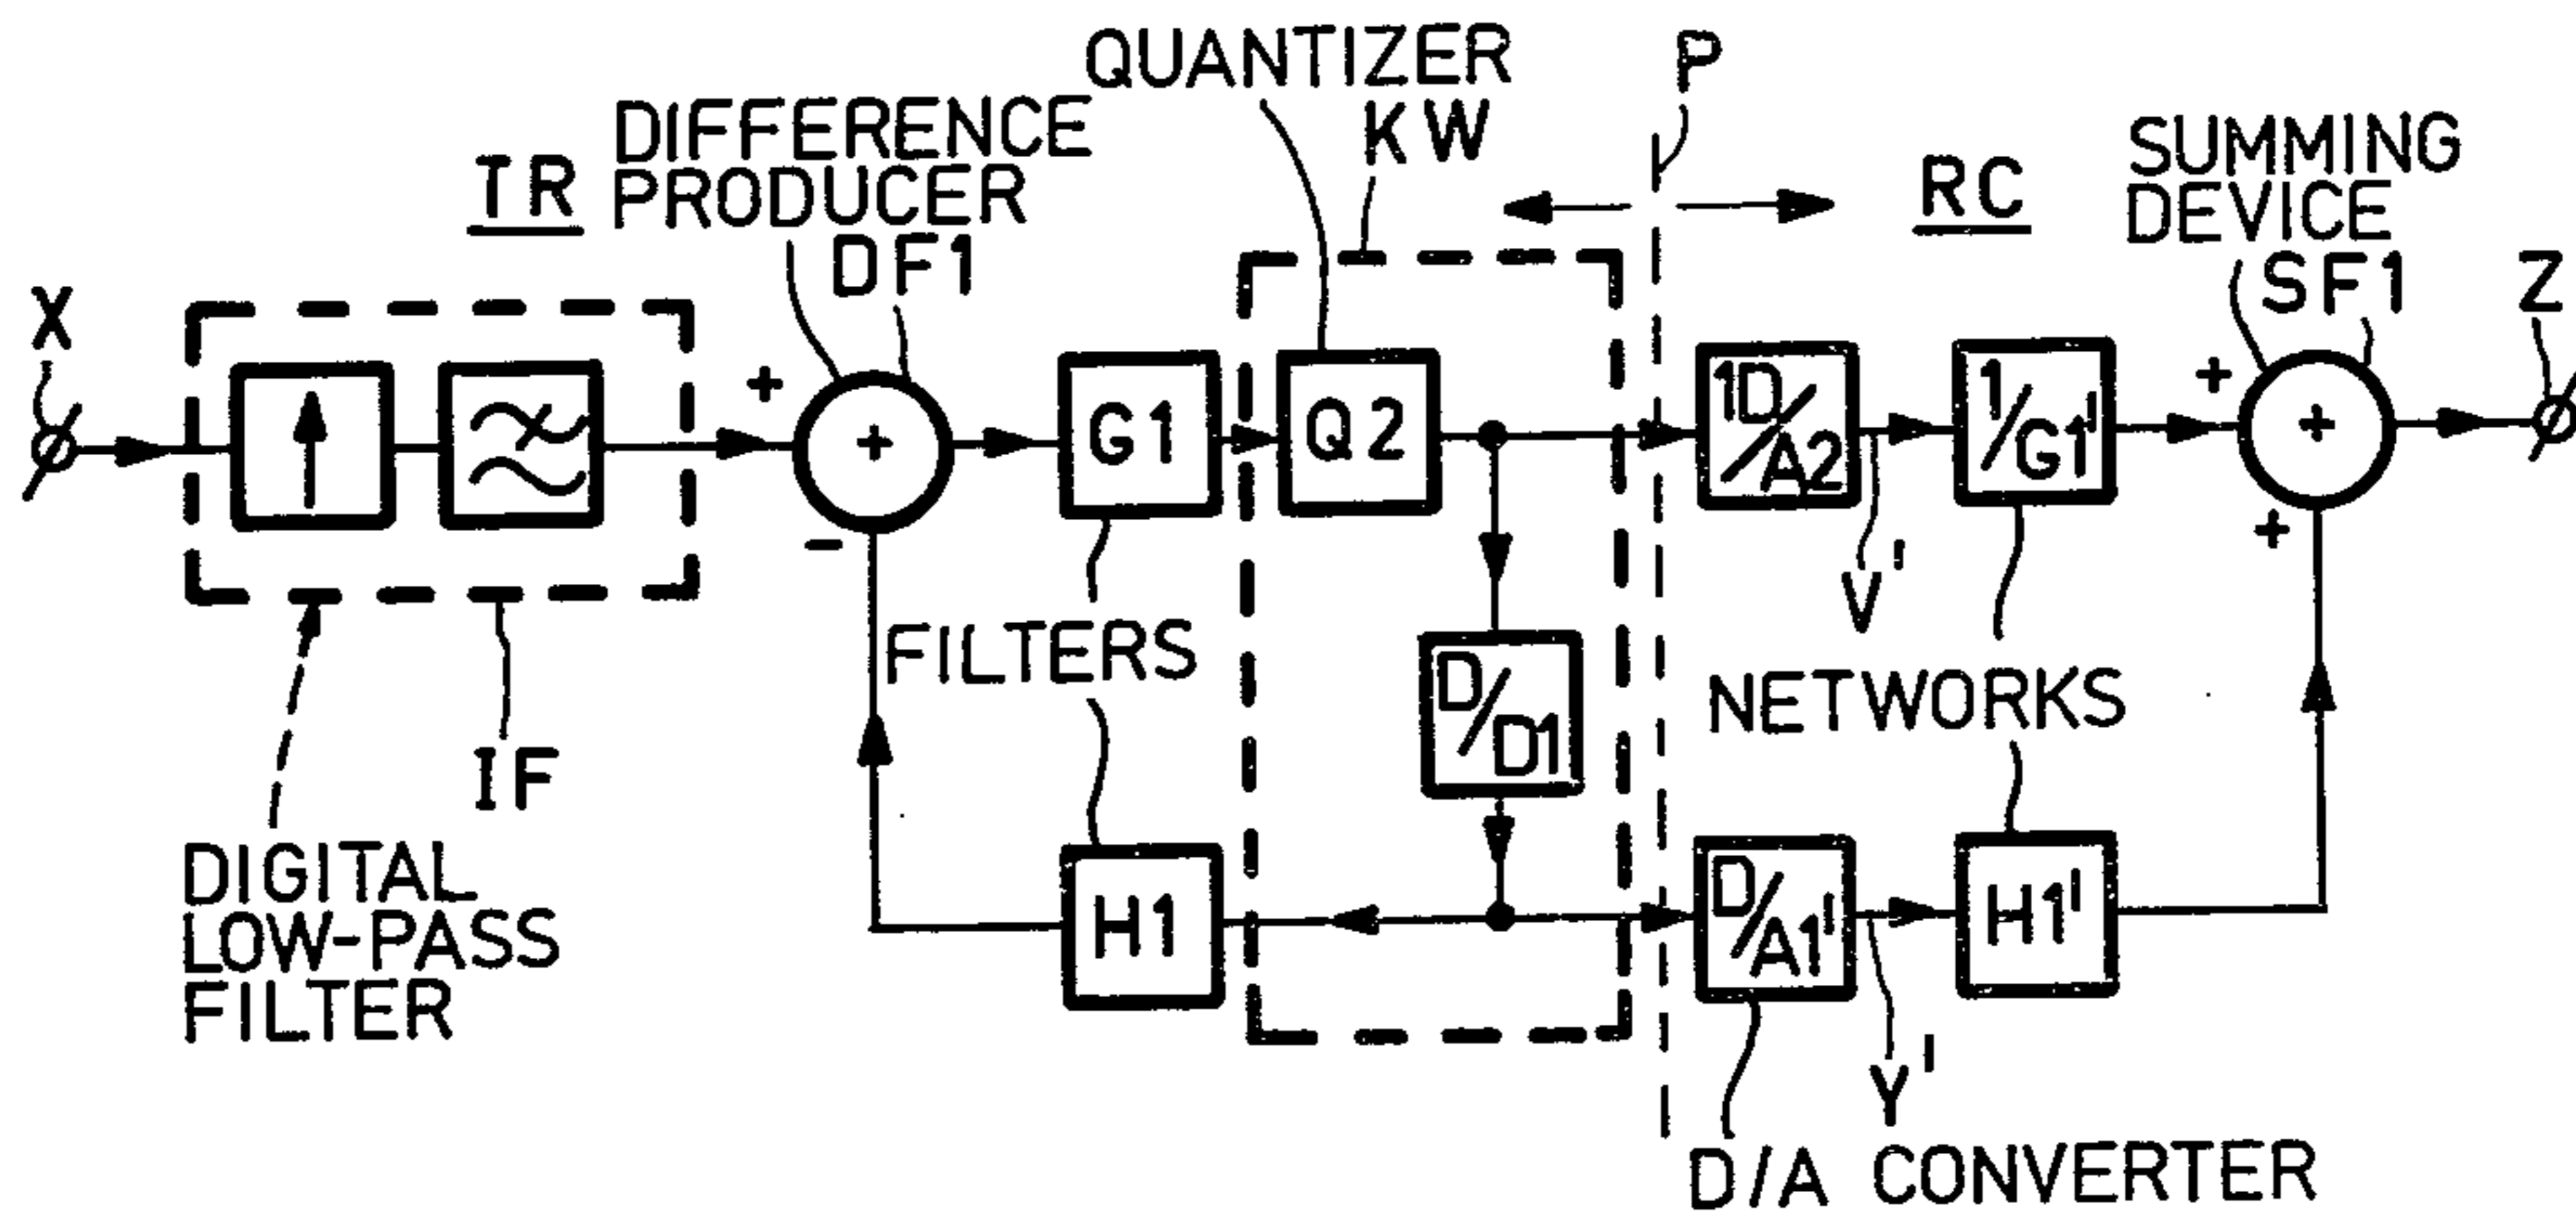 QUANTIZER
KW
P
DIFFERENCE
PRODUCER
DF1
TR
RC
SUMMING
DEVICE
SF1
X
Z
+
+
G1
Q2
1D/A2
1/G1'
+
+
-
+
V'
FILTERS
D/D1
NETWORKS
IF
DIGITAL
LOW-PASS
FILTER
H1
D/A1'
H1'
Y'
D/A CONVERTER